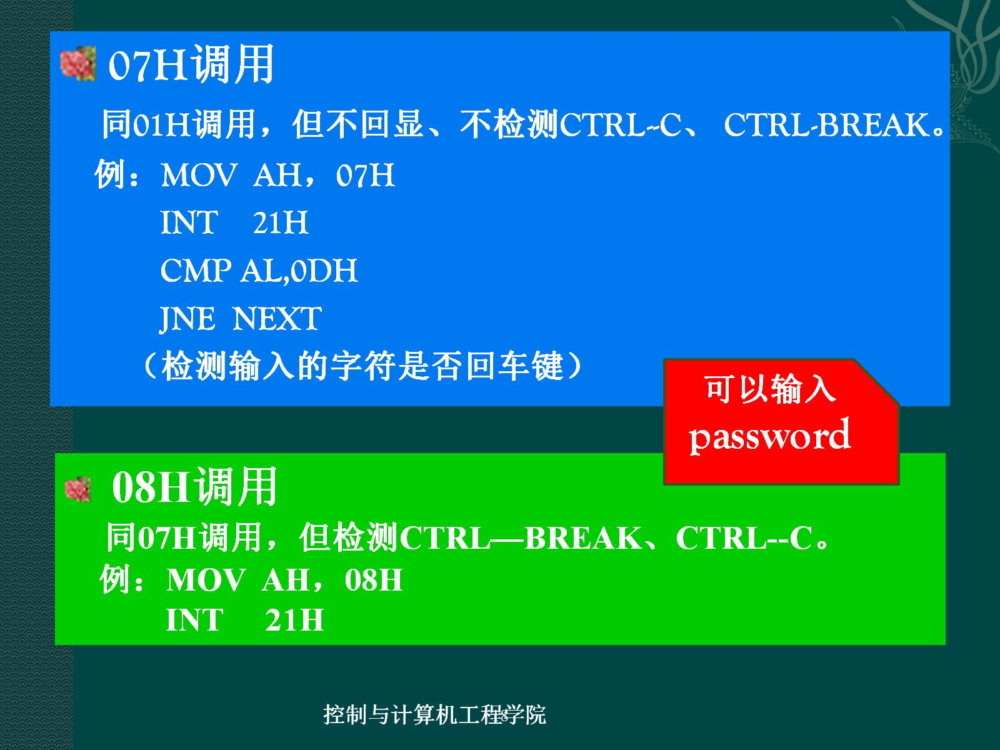 07H调用
同01H调用，但不回显、不检测CTRL--C、 CTRL-BREAK。
例：MOV AH，07H
INT 21H
CMP AL,0DH
JNE NEXT
（检测输入的字符是否回车键）
可以输入
password
08H调用
同07H调用，但检测CTRL—BREAK、CTRL--C。
例：MOV AH，08H
INT 21H
控制与计算机工程学院